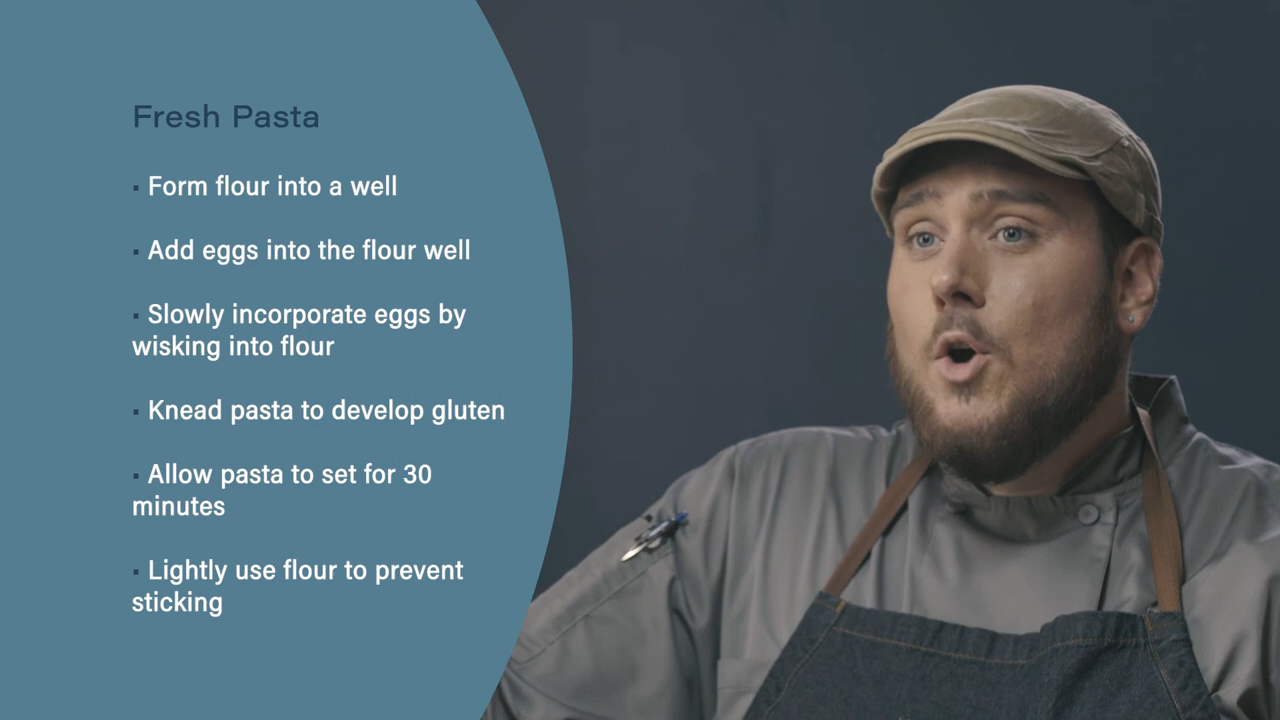 Fresh Pasta
▪ Form flour into a well
▪ Add eggs into the flour well
▪ Slowly incorporate eggs by
wisking into flour
▪ Knead pasta to develop gluten
▪ Allow pasta to set for 30
minutes
▪ Lightly use flour to prevent
sticking